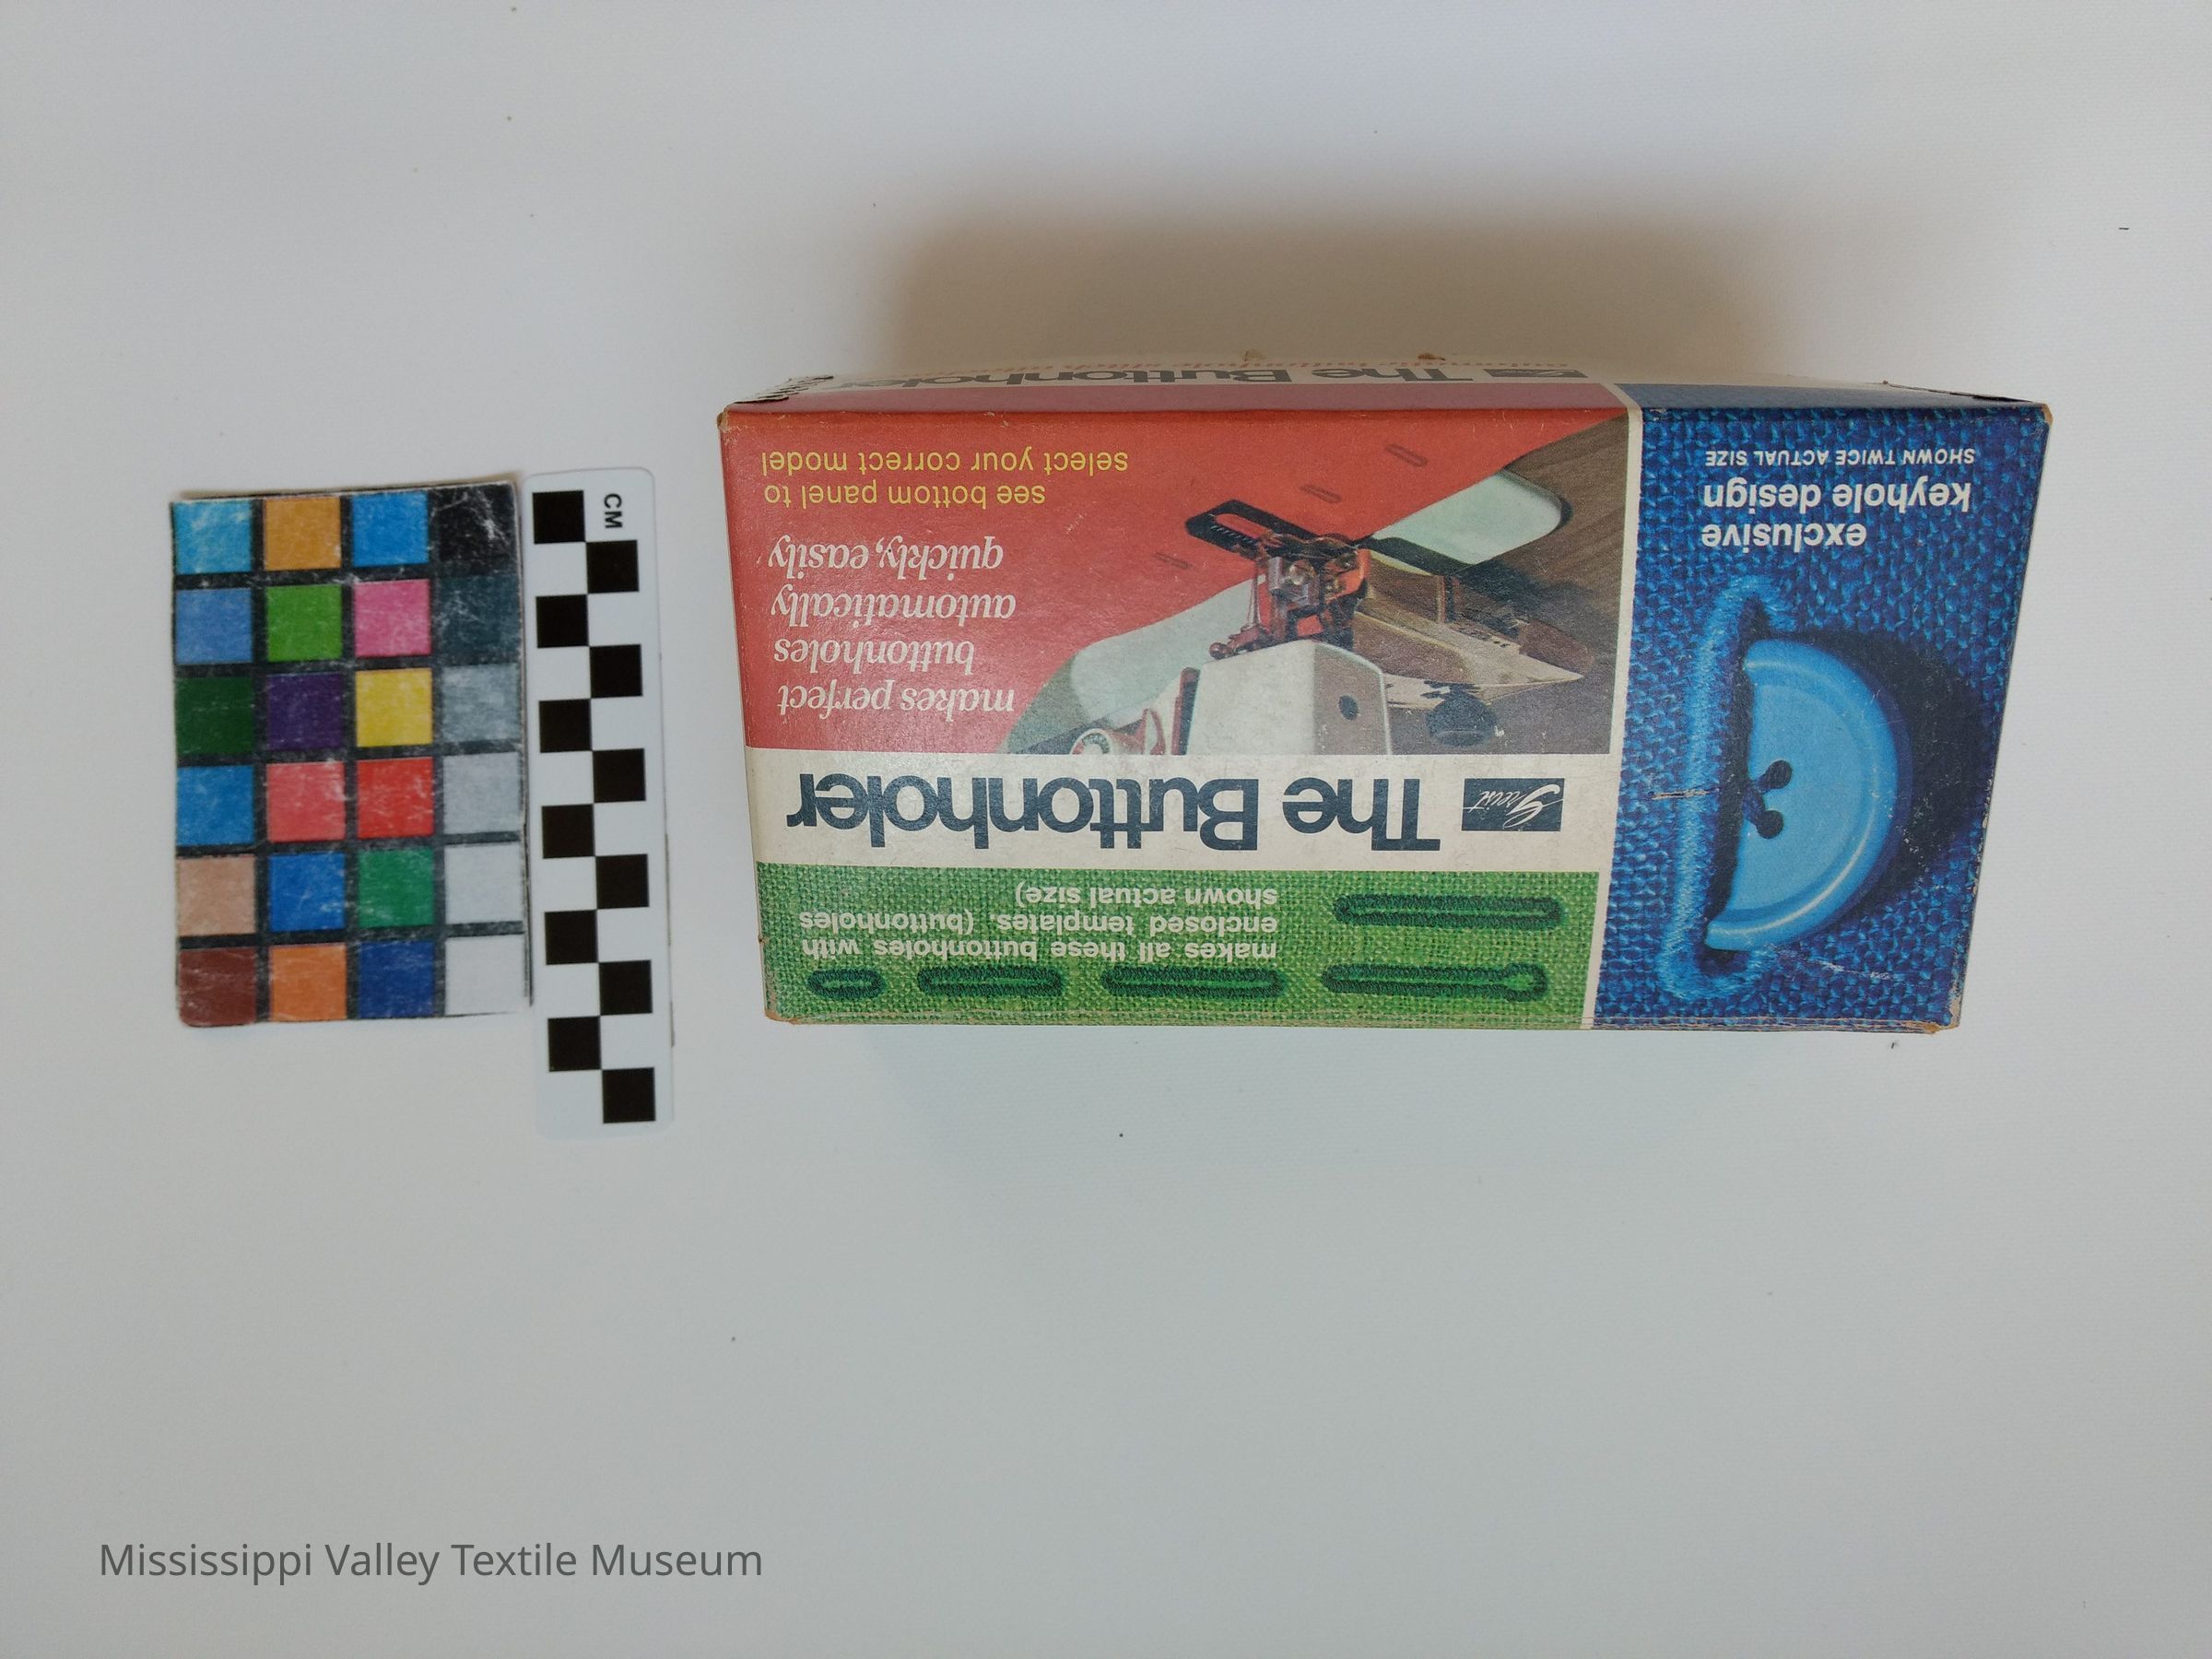 exclusive
keyhole design
SHOWN TWICE ACTUAL SIZE
makes all these buttonholes with
enclosed templates. (buttonholes
shown actual size)
Greist
The Buttonholer
makes perfect
buttonholes
automatically
quickly, easily
see bottom panel to
select your correct model
The Buttonholer
CM
Mississippi Valley Textile Museum